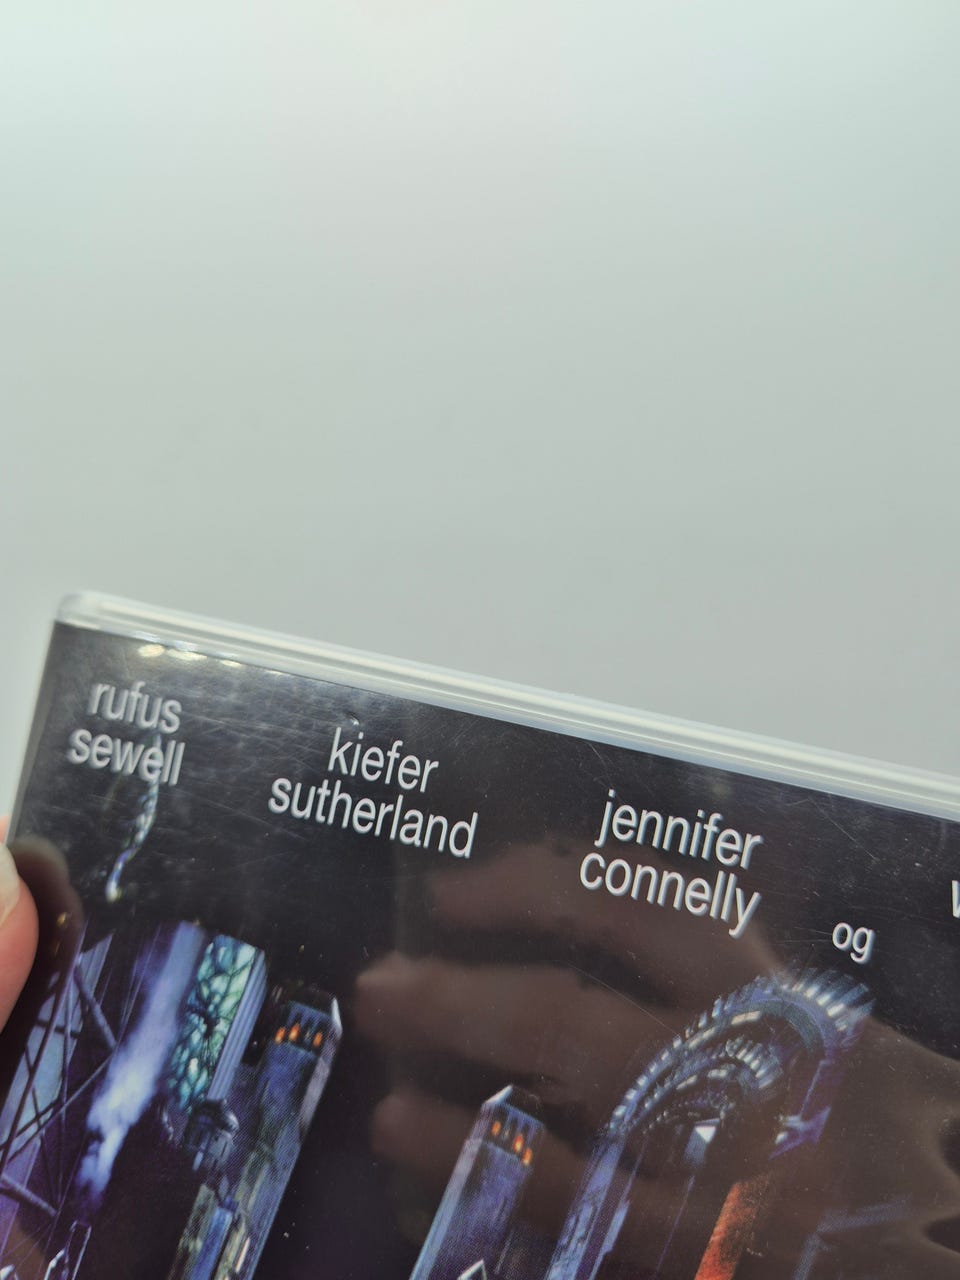 rufus
sewell
kiefer
sutherland
jennifer
connelly
og